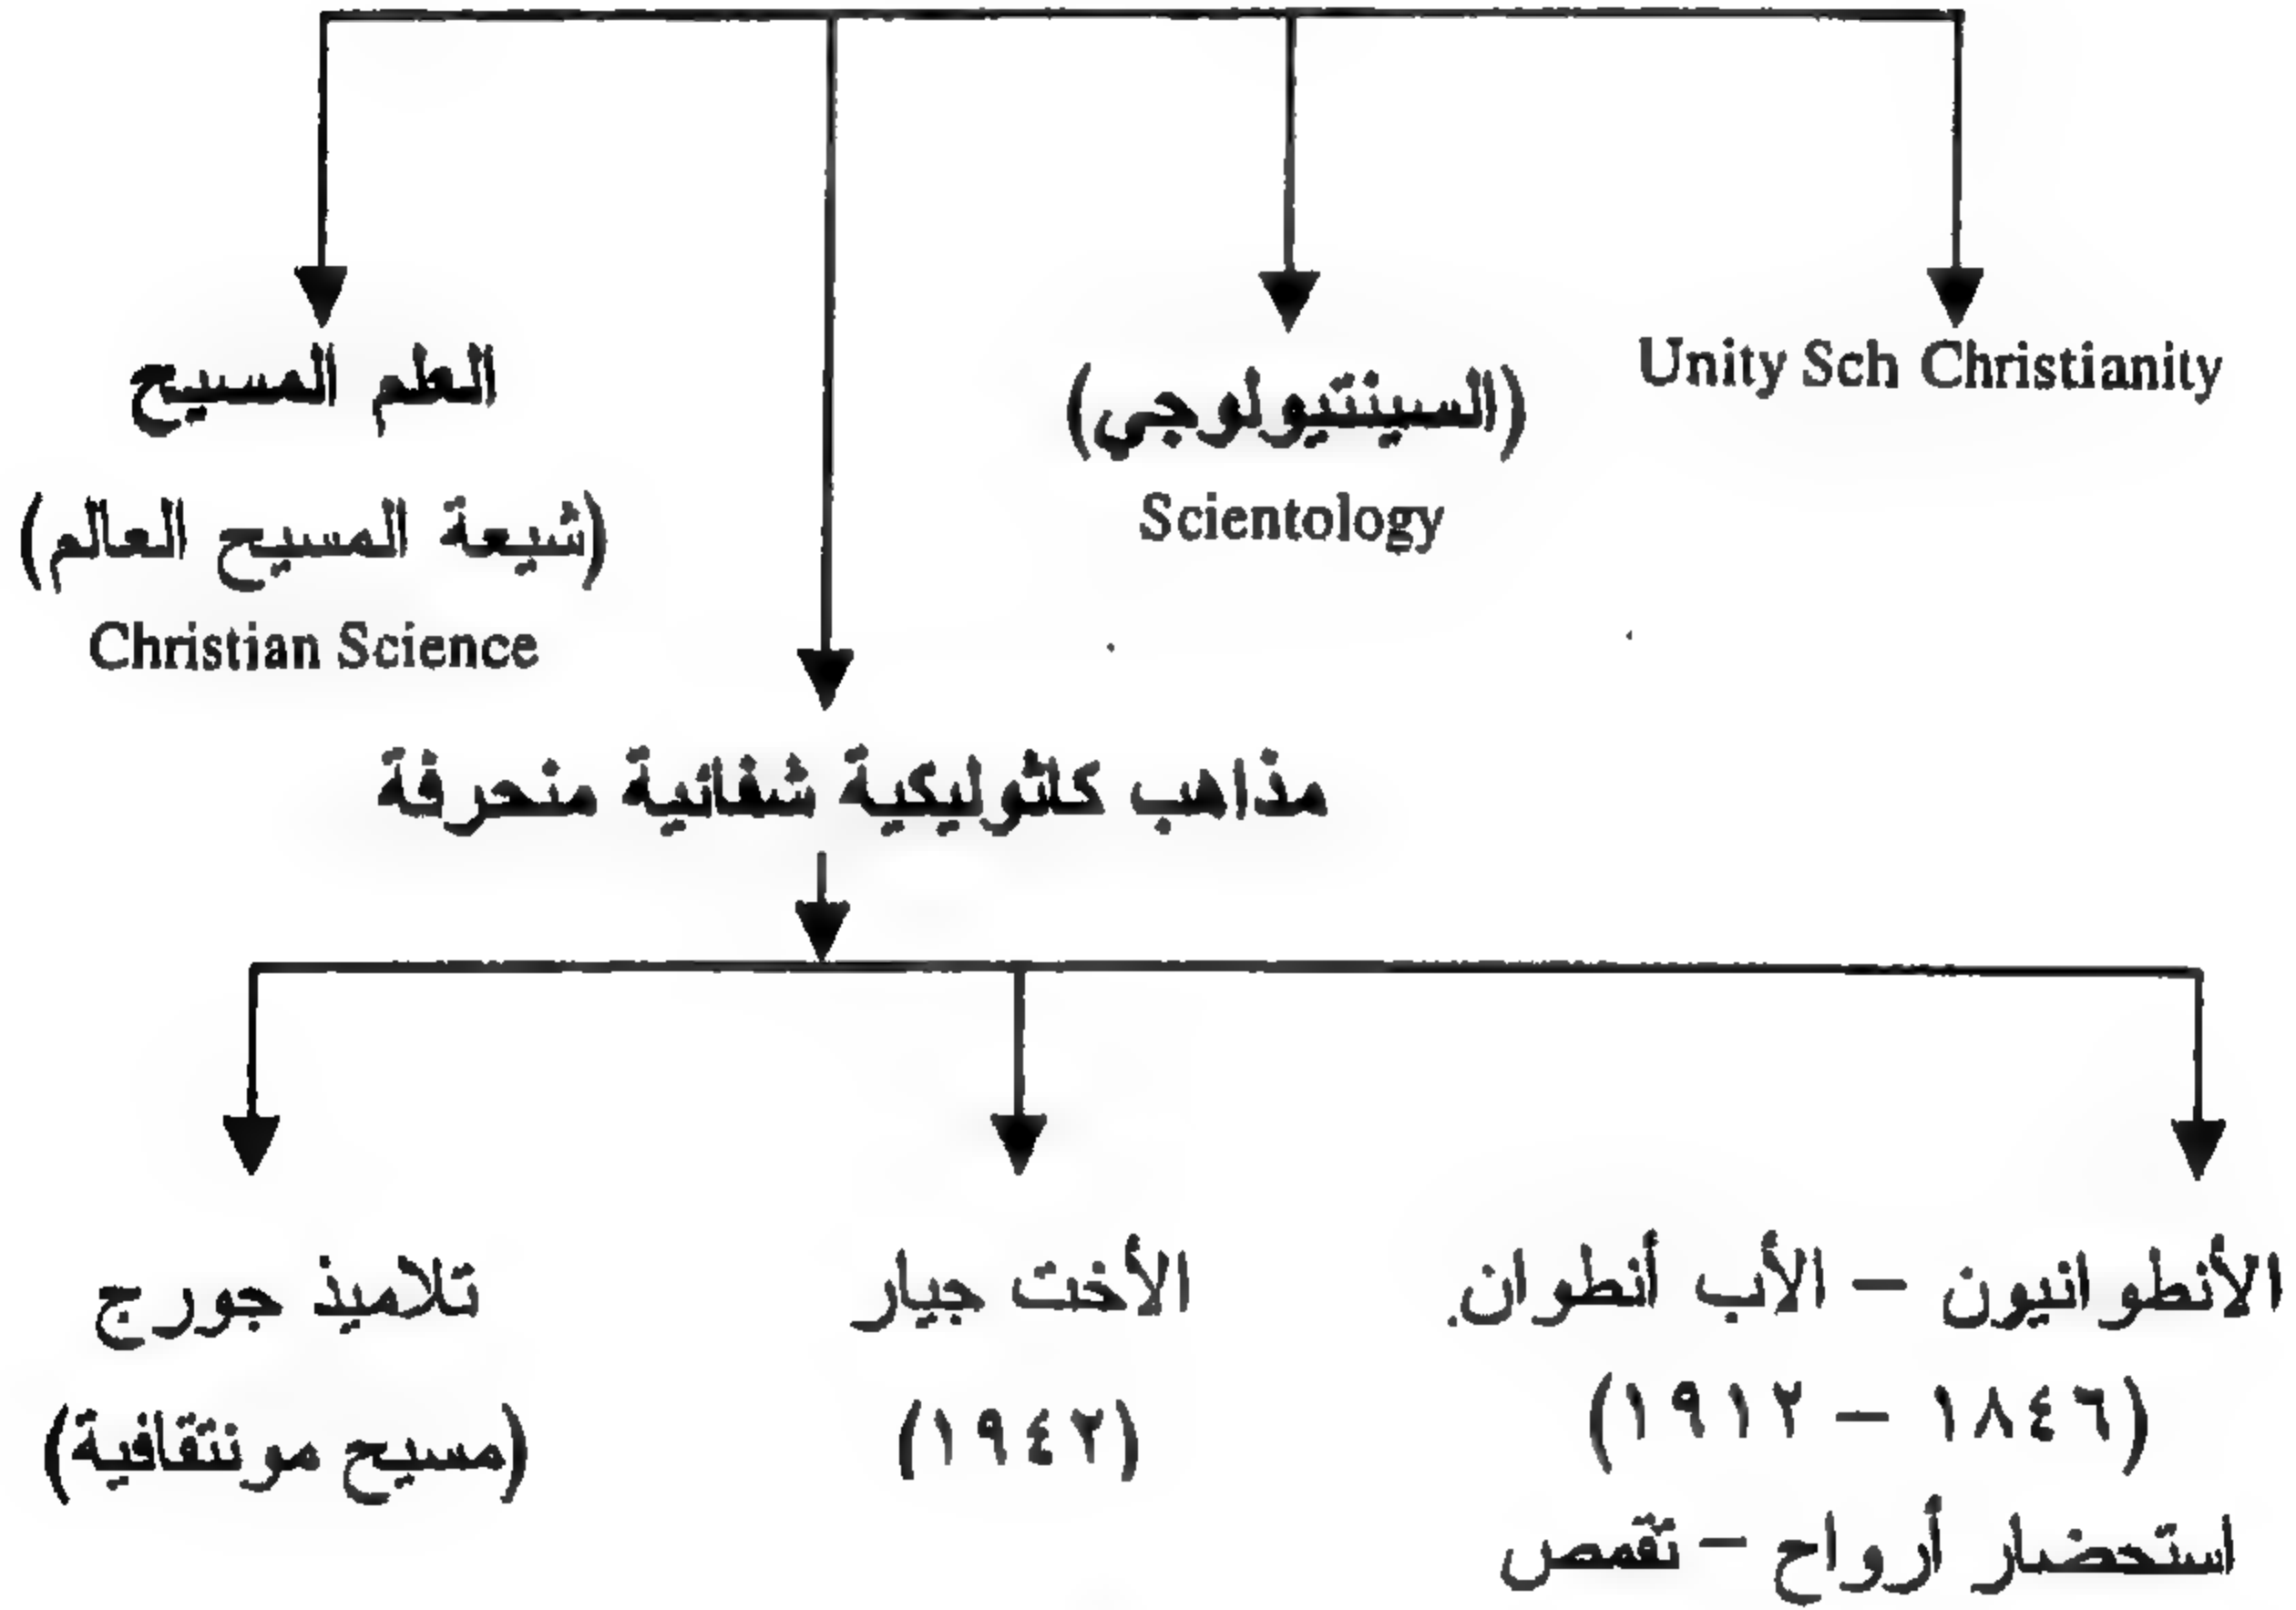 Unity Sch Christianity
(السينتيولوجي)
Scientology
العلم المسيح
(شيعة المسيح العالم)
Christian Science
مذاهب كاثوليكية شفائية منحرفة
الأنطوانيون – الأب أنطوان.
(١٨٤٦ – ١٩١٢)
استحضار أرواح – تقمص
الأخت جيار
(١٩٤٢)
تلاميذ جورج
(مسيح مونتقافية)